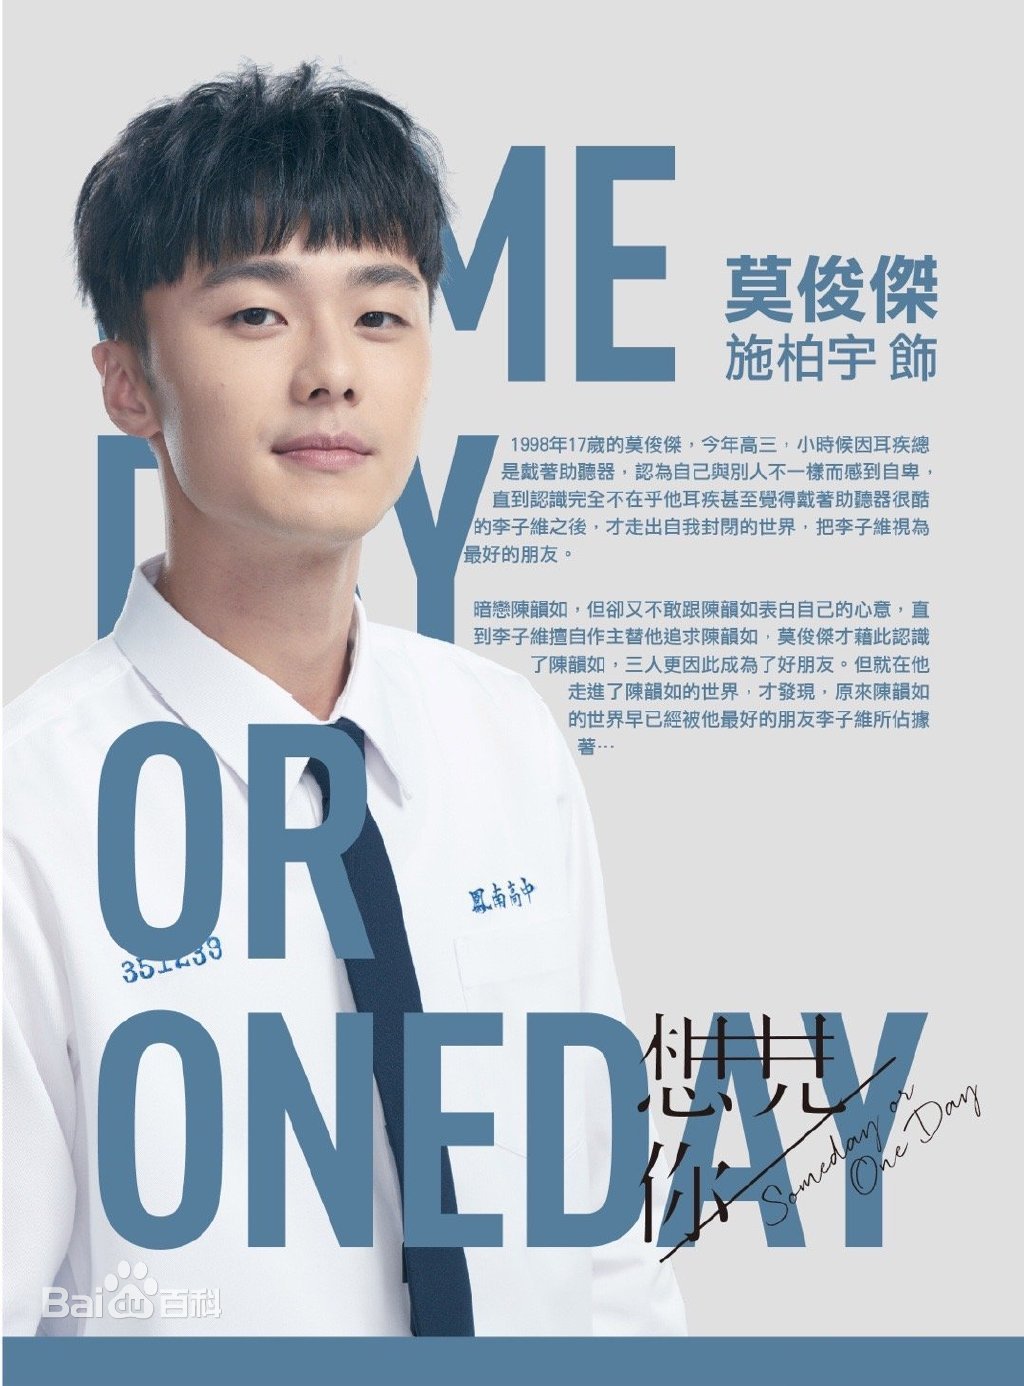 SOME
莫俊傑
施柏宇 飾
DAY
1998年17歲的莫俊傑，今年高三，小時候因耳疾總
是戴著助聽器，認為自己與別人不一樣而感到自卑，
直到認識完全不在乎他耳疾甚至覺得戴著助聽器很酷
的李子維之後，才走出自我封閉的世界，把李子維視為
最好的朋友。
暗戀陳韻如，但卻又不敢跟陳韻如表白自己的心意，直
到李子維擅自作主替他追求陳韻如，莫俊傑才藉此認識
了陳韻如，三人更因此成為了好朋友。但就在他
走進了陳韻如的世界，才發現，原來陳韻如
的世界早已經被他最好的朋友李子維所佔據
著…
OR
鳳南高中
351239
ONEDAY
想見
你
Someday or
One Day
Bai du 百科